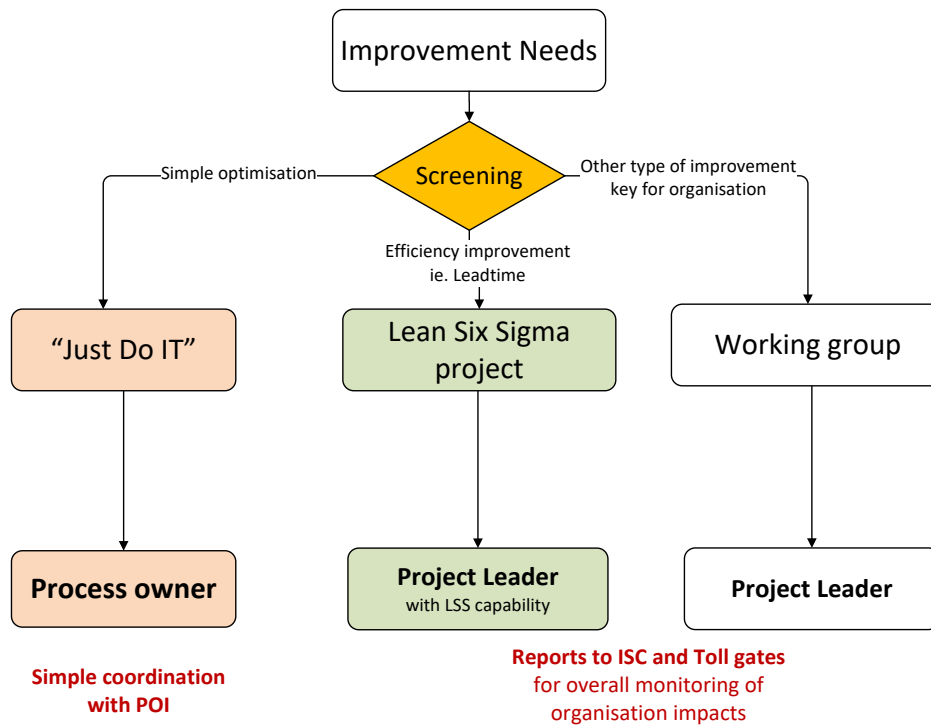 Improvement Needs
Screening
Simple optimisation
Other type of improvement
key for organisation
Efficiency improvement
ie. Leadtime
“Just Do IT”
Lean Six Sigma
project
Working group
Process owner
Project Leader
with LSS capability
Project Leader
Simple coordination
with POI
Reports to ISC and Toll gates
for overall monitoring of
organisation impacts